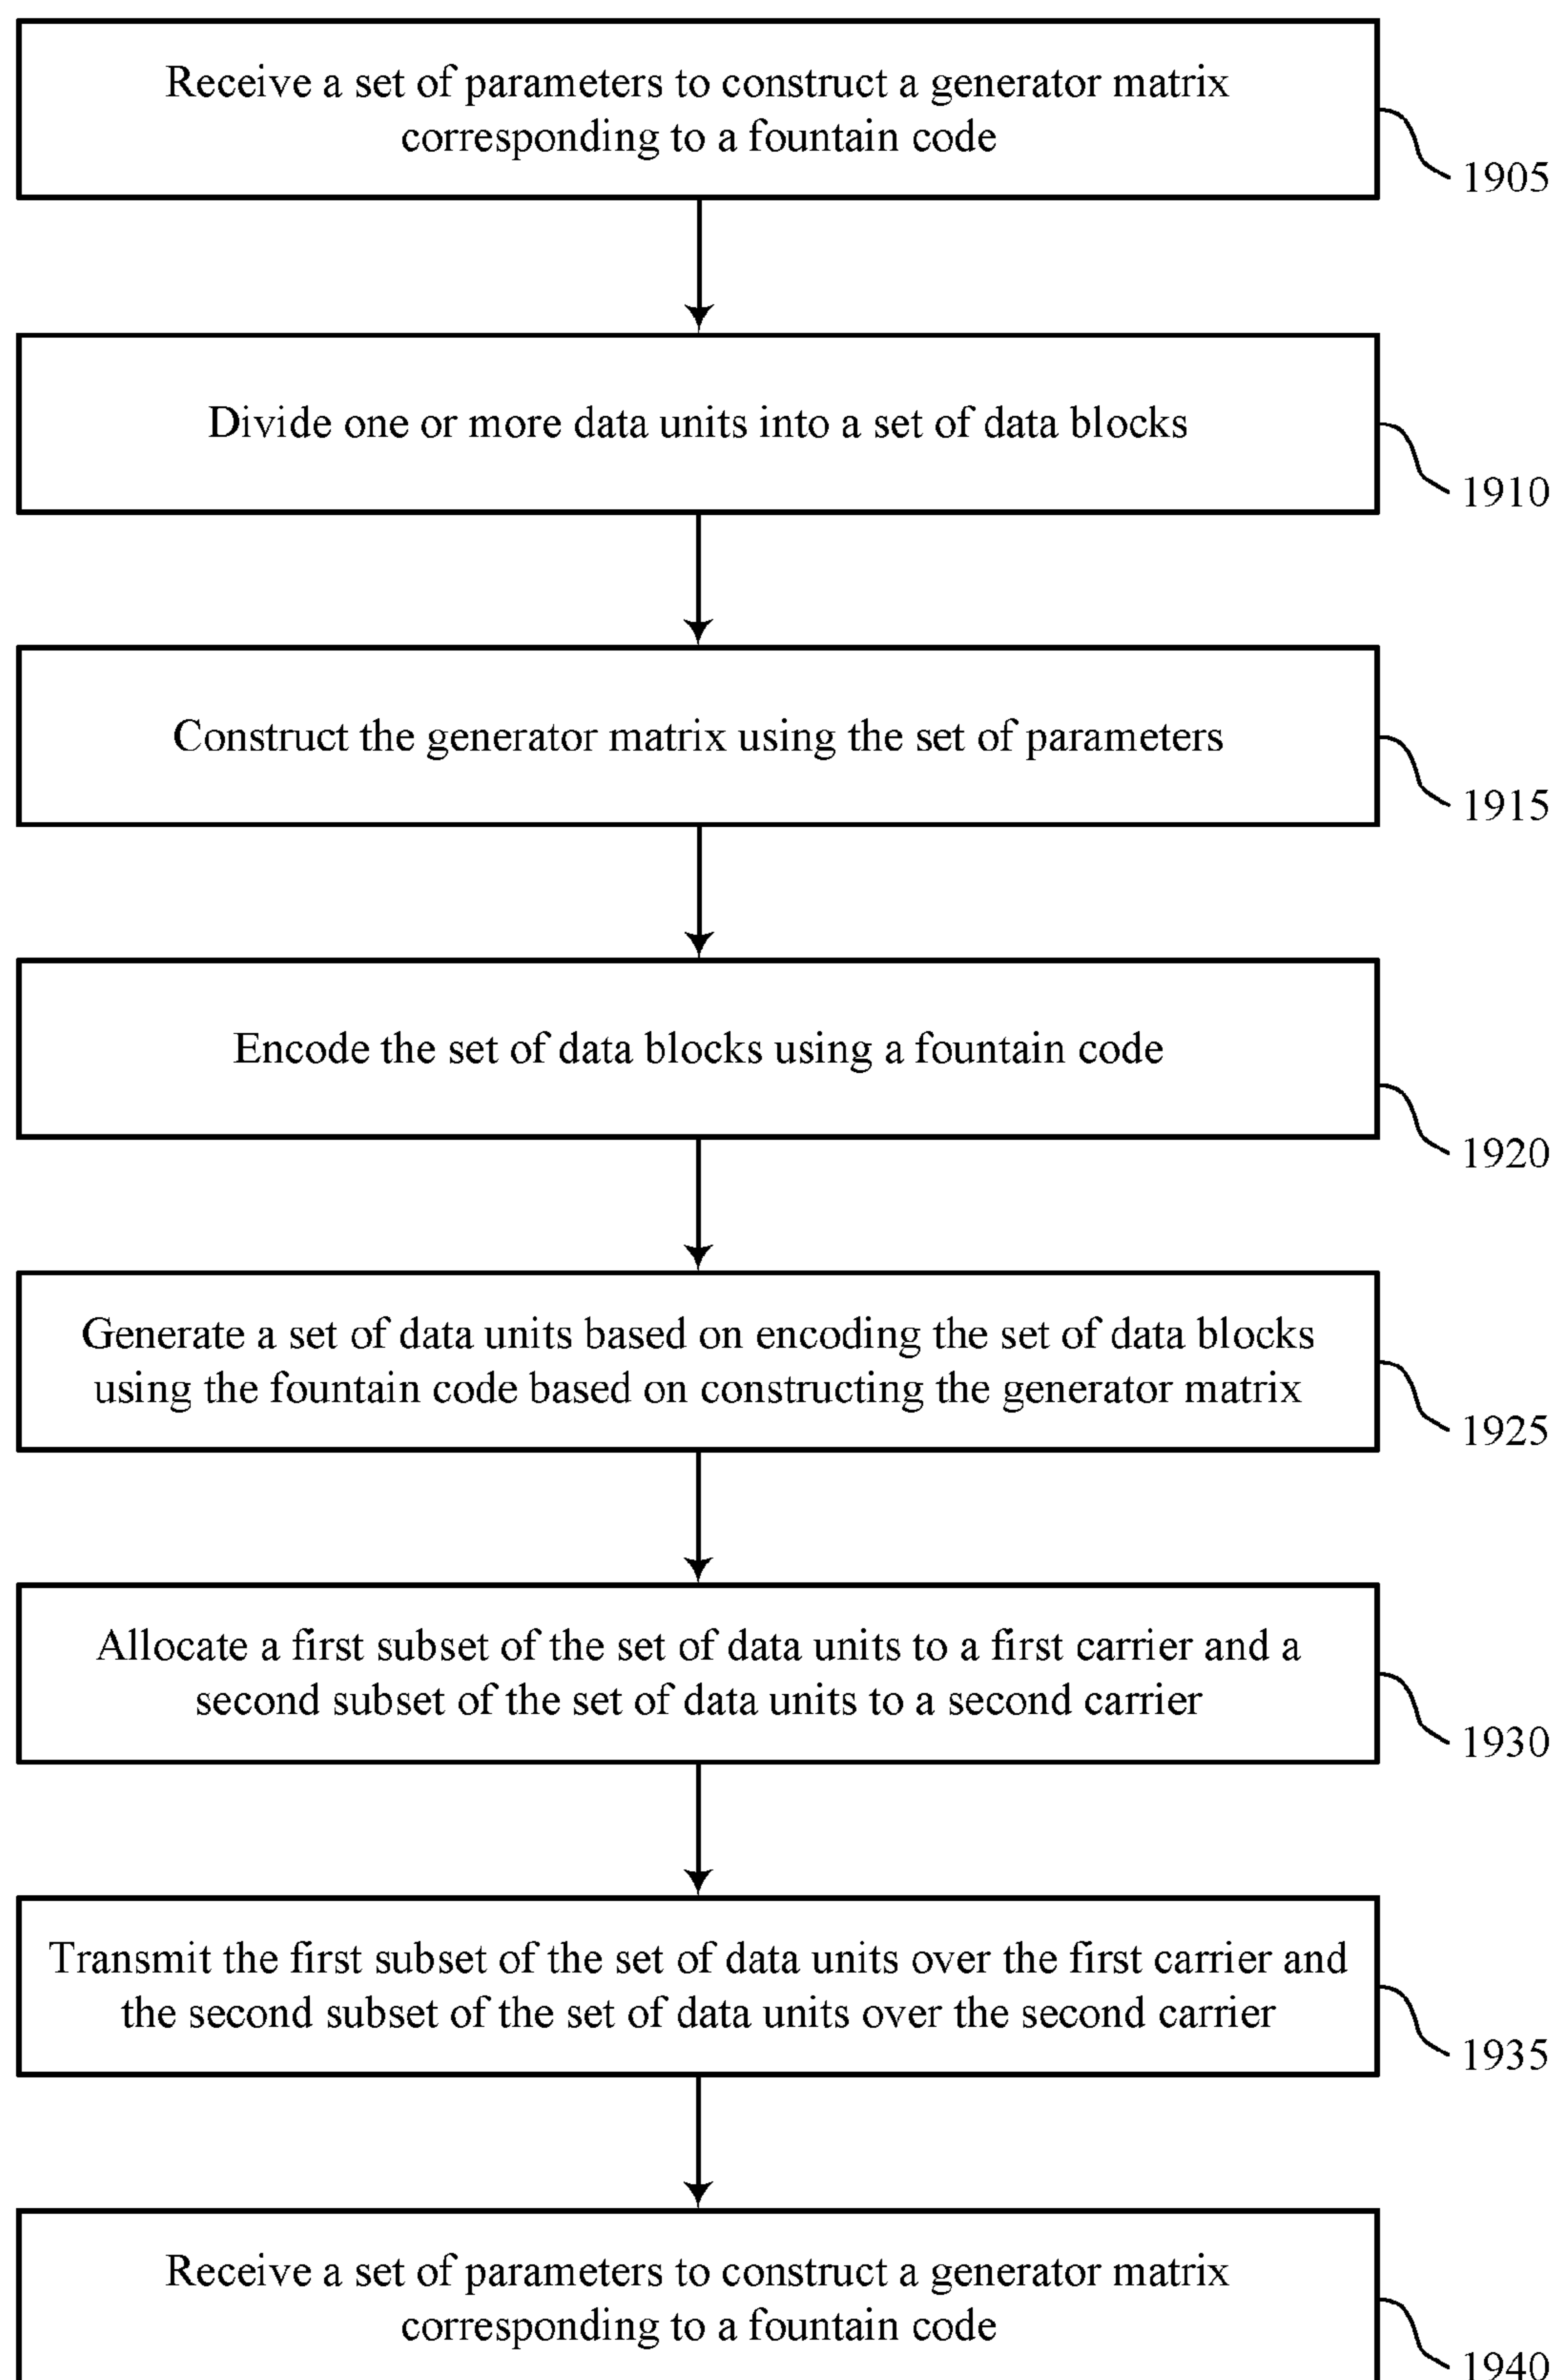 Receive a set of parameters to construct a generator matrix
corresponding to a fountain code
1905
Divide one or more data units into a set of data blocks
1910
Construct the generator matrix using the set of parameters
1915
Encode the set of data blocks using a fountain code
1920
Generate a set of data units based on encoding the set of data blocks
using the fountain code based on constructing the generator matrix
1925
Allocate a first subset of the set of data units to a first carrier and a
second subset of the set of data units to a second carrier
1930
Transmit the first subset of the set of data units over the first carrier and
the second subset of the set of data units over the second carrier
1935
Receive a set of parameters to construct a generator matrix
corresponding to a fountain code
1940